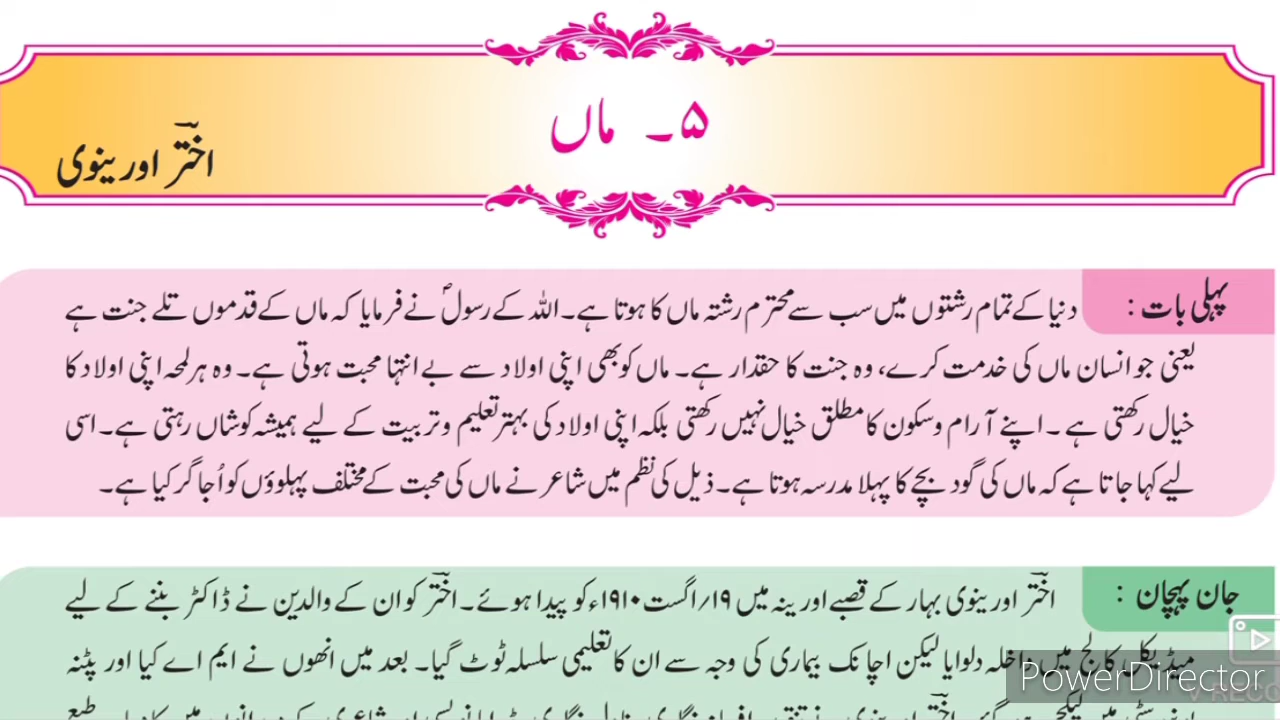 ۵۔ ماں
اختر اورینوی
پہلی بات :
دنیا کے تمام رشتوں میں سب سے محترم رشتہ ماں کا ہوتا ہے۔ اللہ کے رسولؐ نے فرمایا کہ ماں کے قدموں تلے جنت ہے
یعنی جو انسان ماں کی خدمت کرے، وہ جنت کا حقدار ہے۔ ماں کو بھی اپنی اولاد سے بے انتہا محبت ہوتی ہے۔ وہ ہر لمحہ اپنی اولاد کا
خیال رکھتی ہے۔ اپنے آرام و سکون کا مطلق خیال نہیں رکھتی بلکہ اپنی اولاد کی بہتر تعلیم و تربیت کے لیے ہمیشہ کوشاں رہتی ہے۔ اسی
لیے کہا جاتا ہے کہ ماں کی گود بچے کا پہلا مدرسہ ہوتا ہے۔ ذیل کی نظم میں شاعر نے ماں کی محبت کے مختلف پہلوؤں کو اُجاگر کیا ہے۔
جان پہچان :
اختر اورینوی بہار کے قصبے اورینہ میں ۱۹؍اگست ۱۹۱۰ء کو پیدا ہوئے۔ اختر کو ان کے والدین نے ڈاکٹر بننے کے لیے
میڈیکل کالج میں داخلہ دلوایا لیکن اچانک بیماری کی وجہ سے ان کا تعلیمی سلسلہ ٹوٹ گیا۔ بعد میں انھوں نے ایم اے کیا اور پٹنہ
PowerDirector